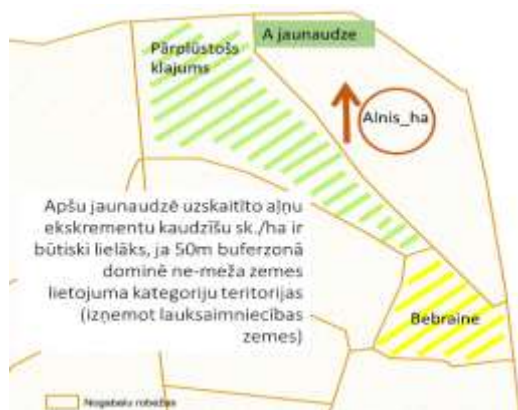 Pārplūstošs
klajums
A jaunaudze
Alnis_ha
Apšu jaunaudzē uzskaitīto aļņu
ekskrementu kaudzīšu sk./ha ir
būtiski lielāks, ja 50m buferzonā
dominē ne-meža zemes
lietojuma kategoriju teritorijas
(izņemot lauksaimniecības
zemes)
Bebraine
Nogabalu robežas